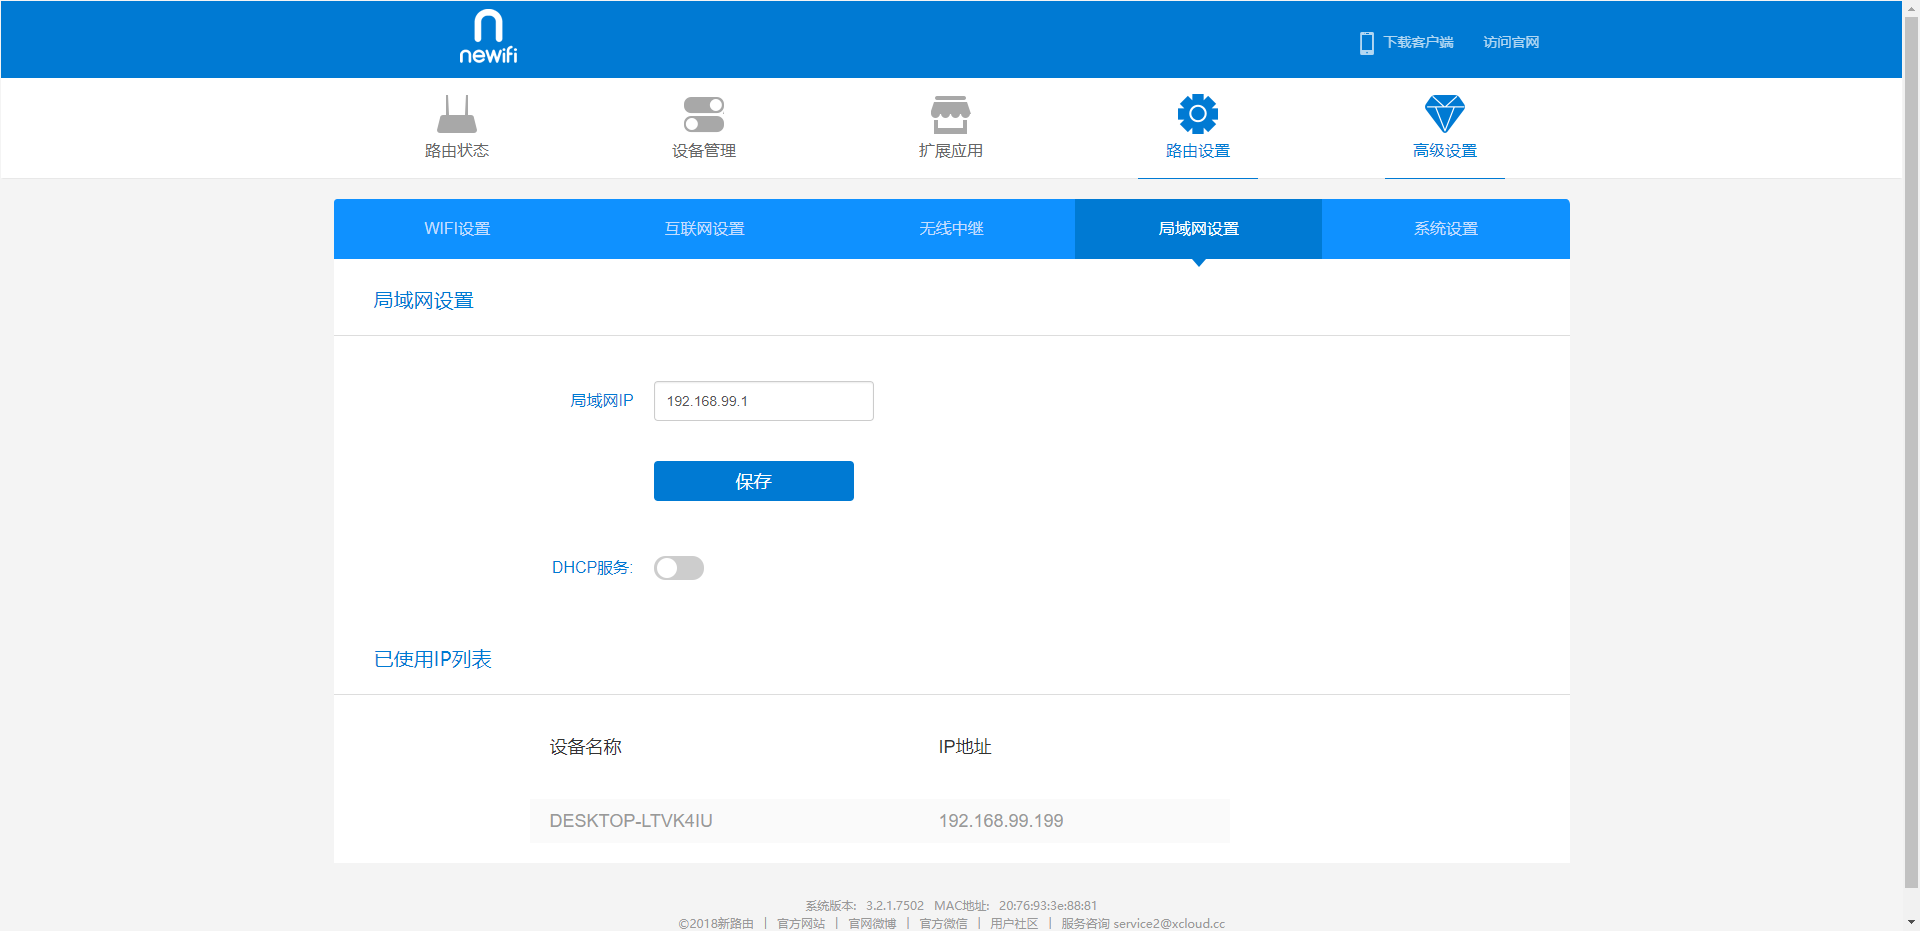 newifi
下载客户端 访问官网
路由状态 设备管理 扩展应用 路由设置 高级设置
WIFI设置 互联网设置 无线中继 局域网设置 系统设置
局域网设置
局域网IP 192.168.99.1
保存
DHCP服务:
已使用IP列表
设备名称 IP地址
DESKTOP-LTVK4IU 192.168.99.199
系统版本: 3.2.1.7502 MAC地址: 20:76:93:3e:88:81
©2018新路由 | 官方网站 | 官网微博 | 官方微信 | 用户社区 | 服务咨询 service2@xcloud.cc